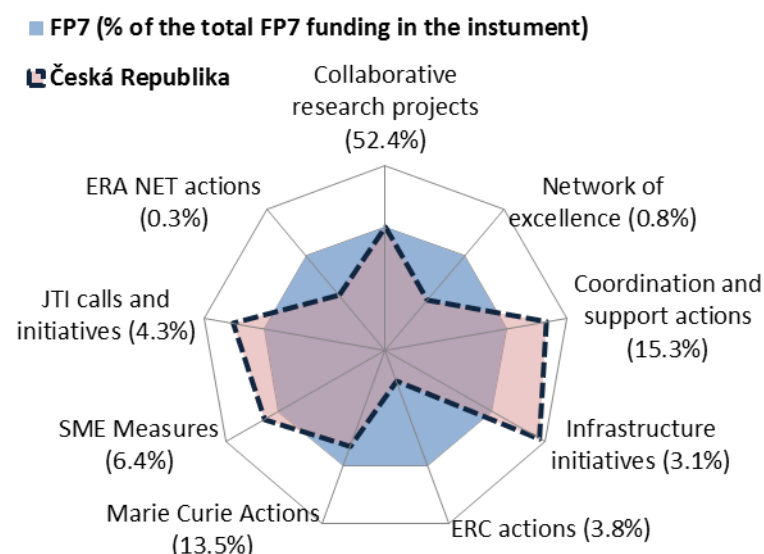 FP7 (% of the total FP7 funding in the instument)
Česká Republika
Collaborative
research projects
(52.4%)
ERA NET actions
(0.3%)
Network of
excellence (0.8%)
JTI calls and
initiatives (4.3%)
Coordination and
support actions
(15.3%)
SME Measures
(6.4%)
Infrastructure
initiatives (3.1%)
Marie Curie Actions
(13.5%)
ERC actions (3.8%)